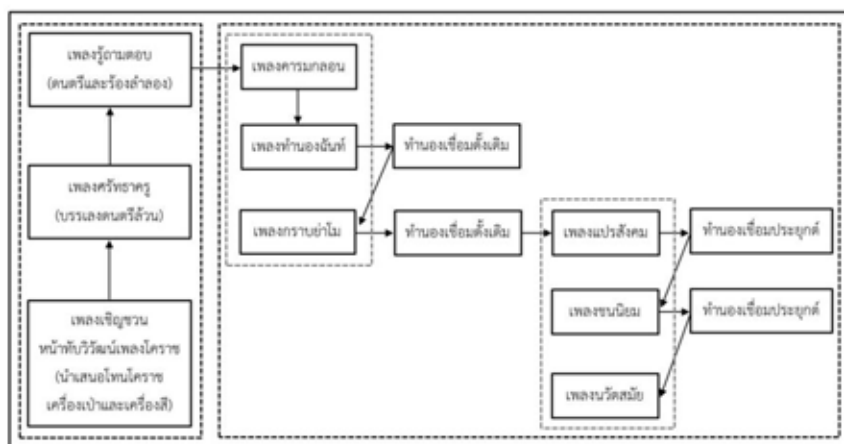 เพลงรู้ถามตอบ
(ดนตรีและร้องลำลอง)
เพลงศรัทธาครู
(บรรเลงดนตรีล้วน)
เพลงเชิญชวน
หน้าทับวิวัฒน์เพลงโคราช
(นำเสนอโทนโคราช
เครื่องเป่าและเครื่องสี)
เพลงคารมกลอน
เพลงทำนองฉันท์
ทำนองเชื่อมดั้งเดิม
เพลงกราบย่าโม
ทำนองเชื่อมดั้งเดิม
เพลงแปรสังคม
ทำนองเชื่อมประยุกต์
เพลงชนนิยม
ทำนองเชื่อมประยุกต์
เพลงนวัตสมัย